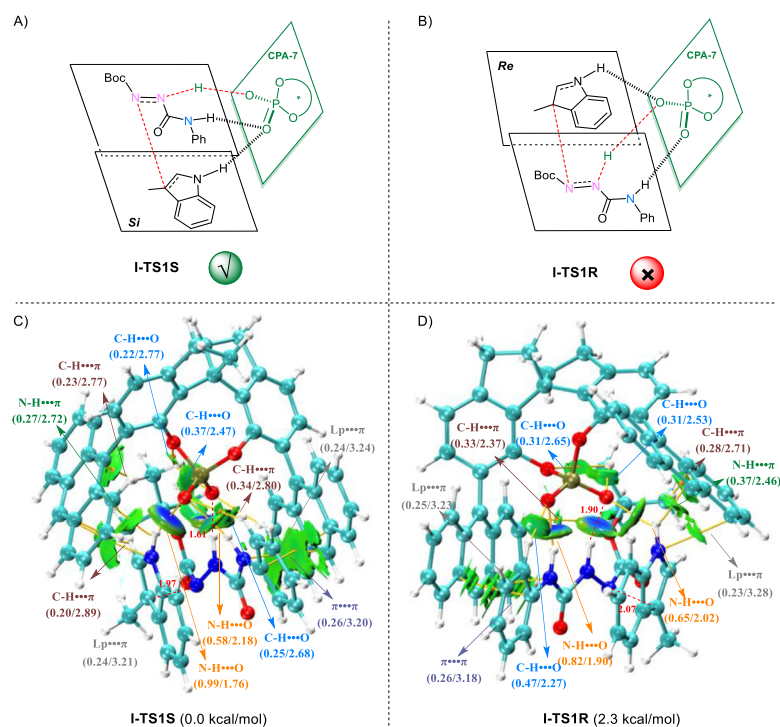 A)
CPA-7
Boc
N
N
H
O
O
P
O
O
*
O
N
H
Ph
H
N
Si
I-TS1S
√
B)
Re
H
N
CPA-7
O
O
P
O
O
*
H
Boc
N
N
H
N
O
Ph
I-TS1R
×
C)
C-H•••O
(0.22/2.77)
C-H•••π
(0.23/2.77)
N-H•••π
(0.27/2.72)
C-H•••O
(0.37/2.47)
Lp•••π
(0.24/3.24)
C-H•••π
(0.34/2.80)
1.61
1.97
C-H•••π
(0.20/2.89)
π•••π
(0.26/3.20)
N-H•••O
(0.58/2.18)
C-H•••O
(0.25/2.68)
Lp•••π
(0.24/3.21)
N-H•••O
(0.99/1.76)
I-TS1S (0.0 kcal/mol)
D)
C-H•••O
(0.31/2.53)
C-H•••π
(0.33/2.37)
C-H•••O
(0.31/2.65)
C-H•••π
(0.28/2.71)
N-H•••π
(0.37/2.46)
Lp•••π
(0.25/3.23)
1.90
Lp•••π
(0.23/3.28)
2.07
N-H•••O
(0.65/2.02)
N-H•••O
(0.82/1.90)
π•••π
(0.26/3.18)
C-H•••O
(0.47/2.27)
I-TS1R (2.3 kcal/mol)